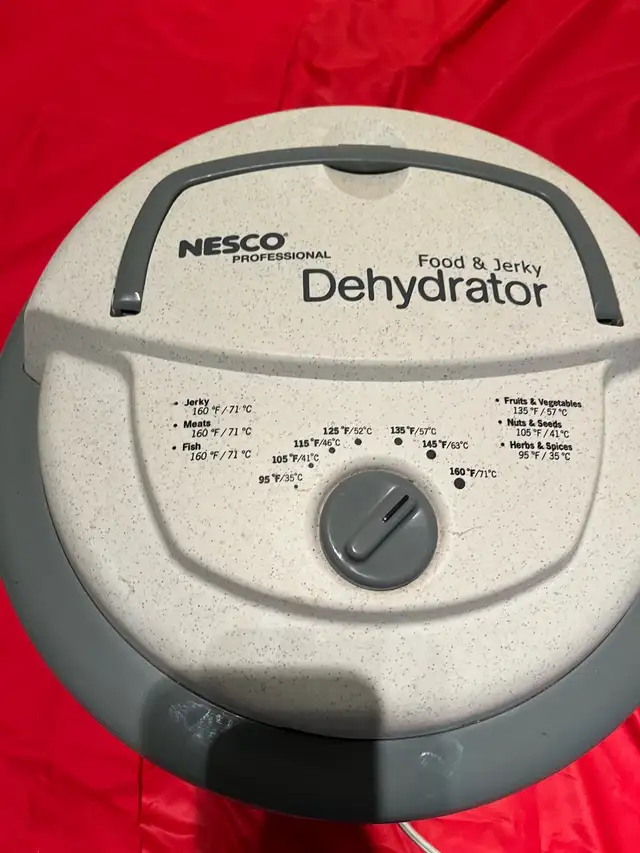 NESCO®
PROFESSIONAL
Food & Jerky
Dehydrator
• Jerky
160 °F / 71 °C
• Meats
160 °F / 71 °C
• Fish
160 °F / 71 °C
95 °F/35°C
105 °F/41°C
115 °F/46°C
125 °F/52°C
135 °F/57°C
145 °F/63°C
160 °F/71°C
• Fruits & Vegetables
135 °F / 57 °C
• Nuts & Seeds
105 °F / 41°C
• Herbs & Spices
95 °F / 35 °C